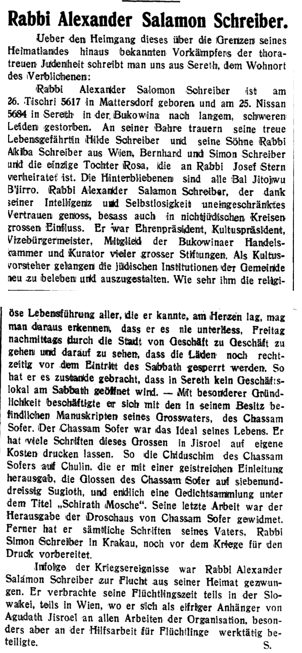 Rabbi Alexander Salamon Schreiber.
Ueber den Heimgang dieses über die Grenzen seines
Heimatlandes hinaus bekannten Vorkämpfers der thora-
treuen Judenheit schreibt man uns aus Sereth, dem Wohnort
des Verblichenen:
Rabbi Alexander Salomon Schreiber ist am
26. Tischri 5617 in Mattersdorf geboren und am 25. Nissan
5684 in Sereth in der Bukowina nach langem, schweren
Leiden gestorben. An seiner Bahre trauern seine treue
Lebensgefährtin Hilde Schreiber und seine Söhne Rabbi
Akiba Schreiber aus Wien, Bernhard und Simon Schreiber
und die einzige Tochter Rosa, die an Rabbi Josef Stern
verheiratet ist. Die Hinterbliebenen sind alle Bal Jitojwu
B'jirro. Rabbi Alexander Salomon Schreiber, der dank
seiner Intelligenz und Selbstlosigkeit uneingeschränktes
Vertrauen genoss, besass auch in nichtjüdischen Kreisen
grossen Einfluss. Er war Ehrenpräsident, Kultuspräsident,
Vizebürgermeister, Mitglied der Bukowinaer Handels-
kammer und Kurator vieler grosser Stiftungen. Als Kultus-
vorsteher gelangen die jüdischen Institutionen der Gemeinde
neu zu beleben und auszugestalten. Wie sehr ihm die religi-
öse Lebensführung aller, die er kannte, am Herzen lag, mag
man daraus erkennen, dass er es nie unterliess, Freitag
nachmittags durch die Stadt von Geschäft zu Geschäft zu
gehen und darauf zu sehen, dass die Läden noch recht-
zeitig vor dem Eintritt des Sabbath gesperrt werden. So
hat er es zustande gebracht, dass in Sereth kein Geschäfts-
lokal am Sabbath geöffnet wird. — Mit besonderer Gründ-
lichkeit beschäftigte er sich mit den in seinem Besitz be-
findlichen Manuskripten seines Grosswaters, des Chassam
Sofer. Der Chassam Sofer war das Ideal seines Lebens. Er
hat viele Schriften dieses Grossen in Jisroel auf eigene
Kosten drucken lassen. So die Chiduschim des Chassam
Sofers auf Chulin, die er mit einer geistreichen Einleitung
herausgab, die Glossen des Chassam Sofer auf siebenund-
dreissig Sugioth, und endlich eine Gedichtsammlung unter
dem Titel „Schirath Mosche". Seine letzte Arbeit war der
Herausgabe der Droschaus von Chassam Sofer gewidmet.
Ferner hat er sämtliche Schriften seines Vaters, Rabbi
Simon Schreiber in Krakau, noch vor dem Kriege für den
Druck vorbereitet.
Infolge der Kriegsereignisse war Rabbi Alexander
Salamon Schreiber zur Flucht aus seiner Heimat gezwun-
gen. Er verbrachte seine Flüchtlingszeit teils in der Slo-
wakei, teils in Wien, wo er sich als eifriger Anhänger von
Agudath Jisroel an allen Arbeiten der Organisation, beson-
ders aber an der Hilfsarbeit für Flüchtlinge werktätig be-
teiligte. S.